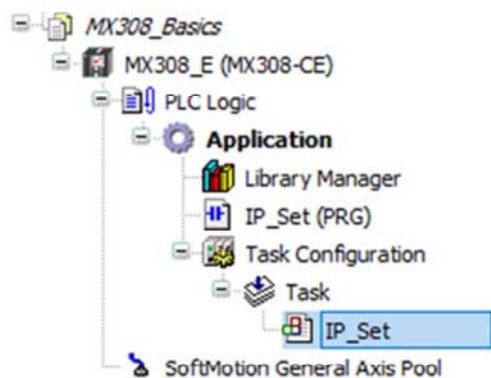 MX308_Basics
MX308_E (MX308-CE)
PLC Logic
Application
Library Manager
IP_Set (PRG)
Task Configuration
Task
IP_Set
SoftMotion General Axis Pool